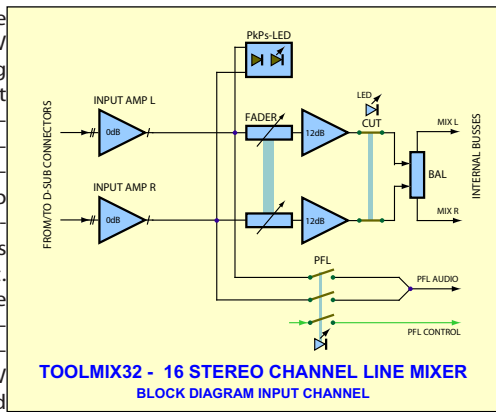 PkPs-LED
LED
INPUT AMP L
FADER
CUT
MIX L
0dB
12dB
FROM/TO D-SUB CONNECTORS
INTERNAL BUSSES
BAL
INPUT AMP R
0dB
12dB
MIX R
PFL
PFL AUDIO
PFL CONTROL
TOOLMIX32 - 16 STEREO CHANNEL LINE MIXER
BLOCK DIAGRAM INPUT CHANNEL